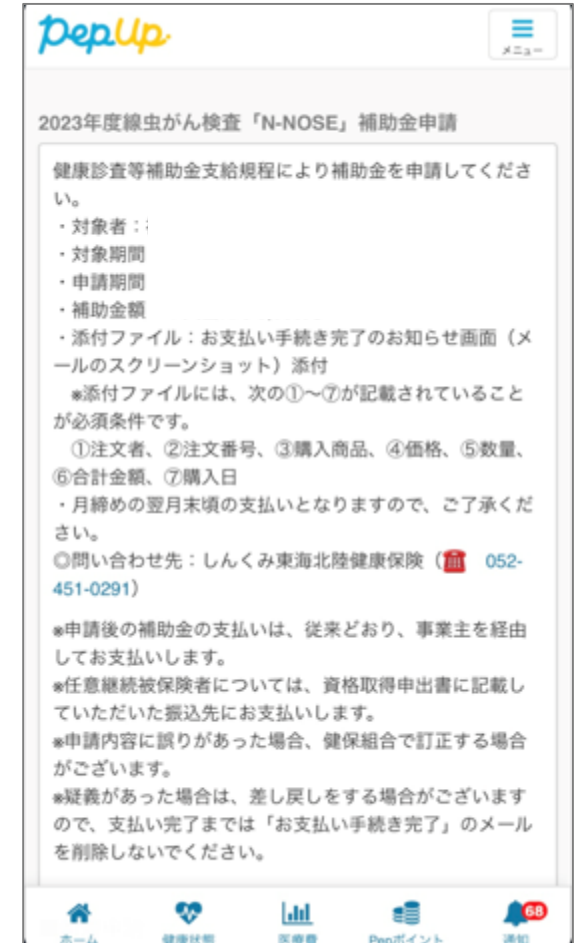 PepUp
メニュー
2023年度線虫がん検査「N-NOSE」補助金申請
健康診査等補助金支給規程により補助金を申請してくださ
い。
・対象者：
・対象期間
・申請期間
・補助金額
・添付ファイル：お支払い手続き完了のお知らせ画面（メ
ールのスクリーンショット）添付
※添付ファイルには、次の①〜⑦が記載されていること
が必須条件です。
①注文者、②注文番号、③購入商品、④価格、⑤数量、
⑥合計金額、⑦購入日
・月締めの翌月末頃の支払いとなりますので、ご了承くだ
さい。
◎問い合わせ先：しんくみ東海北陸健康保険（☎ 052-
451-0291）
※申請後の補助金の支払いは、従来どおり、事業主を経由
してお支払いします。
※任意継続被保険者については、資格取得申出書に記載し
ていただいた振込先にお支払いします。
※申請内容に誤りがあった場合、健保組合で訂正する場合
がございます。
※疑義があった場合は、差し戻しをする場合がございます
ので、支払い完了までは「お支払い手続き完了」のメール
を削除しないでください。
68
ホーム 健康状態 医療費 Pepポイント 通知